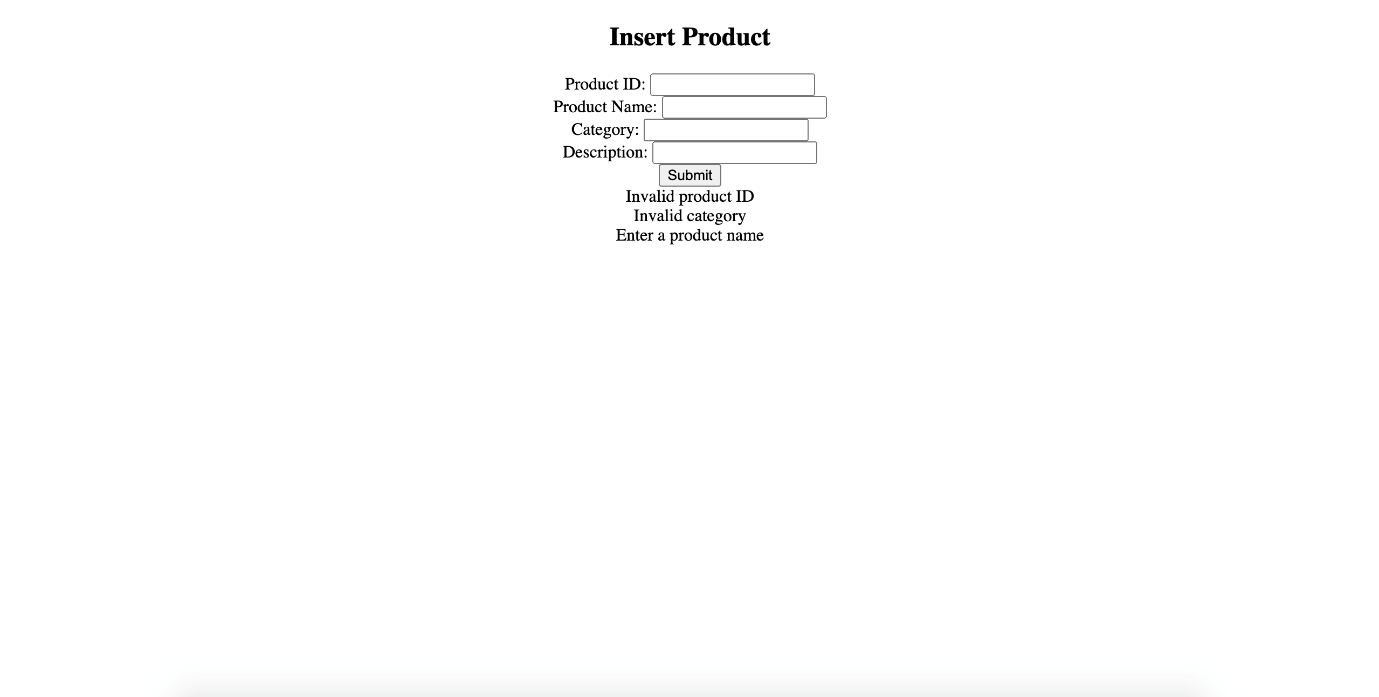 Insert Product
Product ID:
Product Name:
Category:
Description:
Submit
Invalid product ID
Invalid category
Enter a product name